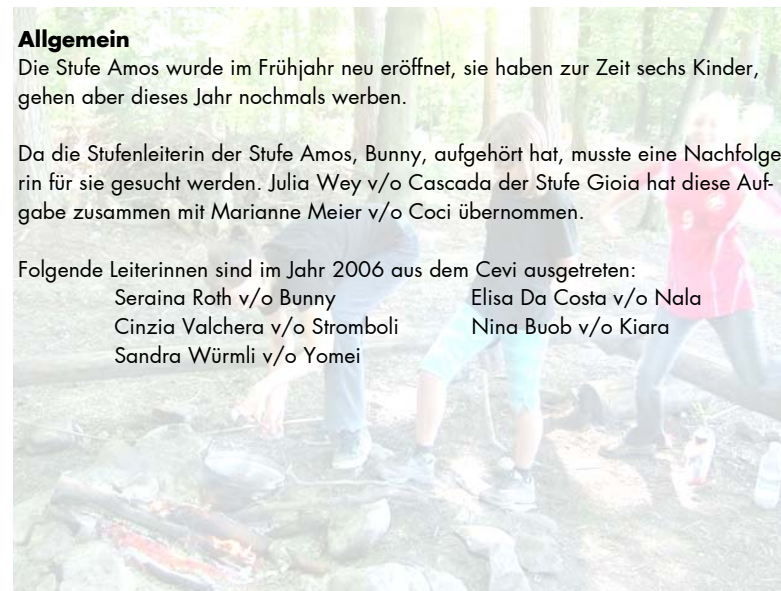 Allgemein
Die Stufe Amos wurde im Frühjahr neu eröffnet, sie haben zur Zeit sechs Kinder,
gehen aber dieses Jahr nochmals werben.
Da die Stufenleiterin der Stufe Amos, Bunny, aufgehört hat, musste eine Nachfolge
rin für sie gesucht werden. Julia Wey v/o Cascada der Stufe Gioia hat diese Auf-
gabe zusammen mit Marianne Meier v/o Coci übernommen.
Folgende Leiterinnen sind im Jahr 2006 aus dem Cevi ausgetreten:
Seraina Roth v/o Bunny Elisa Da Costa v/o Nala
Cinzia Valchera v/o Stromboli Nina Buob v/o Kiara
Sandra Würmli v/o Yomei